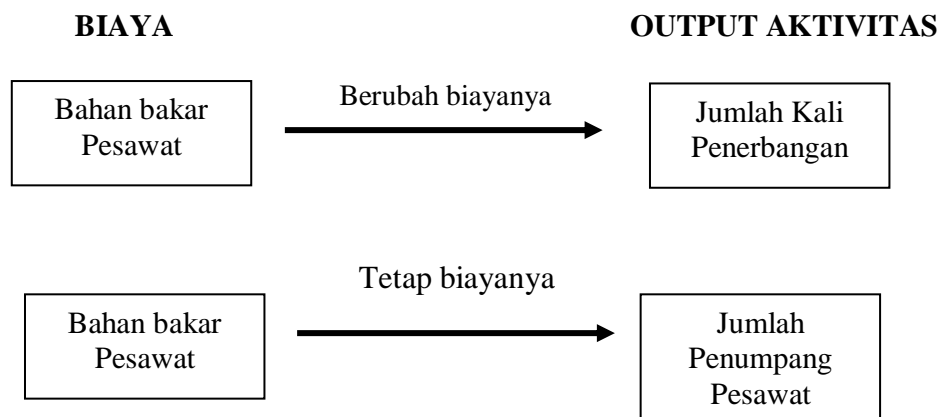 BIAYA
OUTPUT AKTIVITAS
Bahan bakar
Pesawat
Berubah biayanya
Jumlah Kali
Penerbangan
Bahan bakar
Pesawat
Tetap biayanya
Jumlah
Penumpang
Pesawat